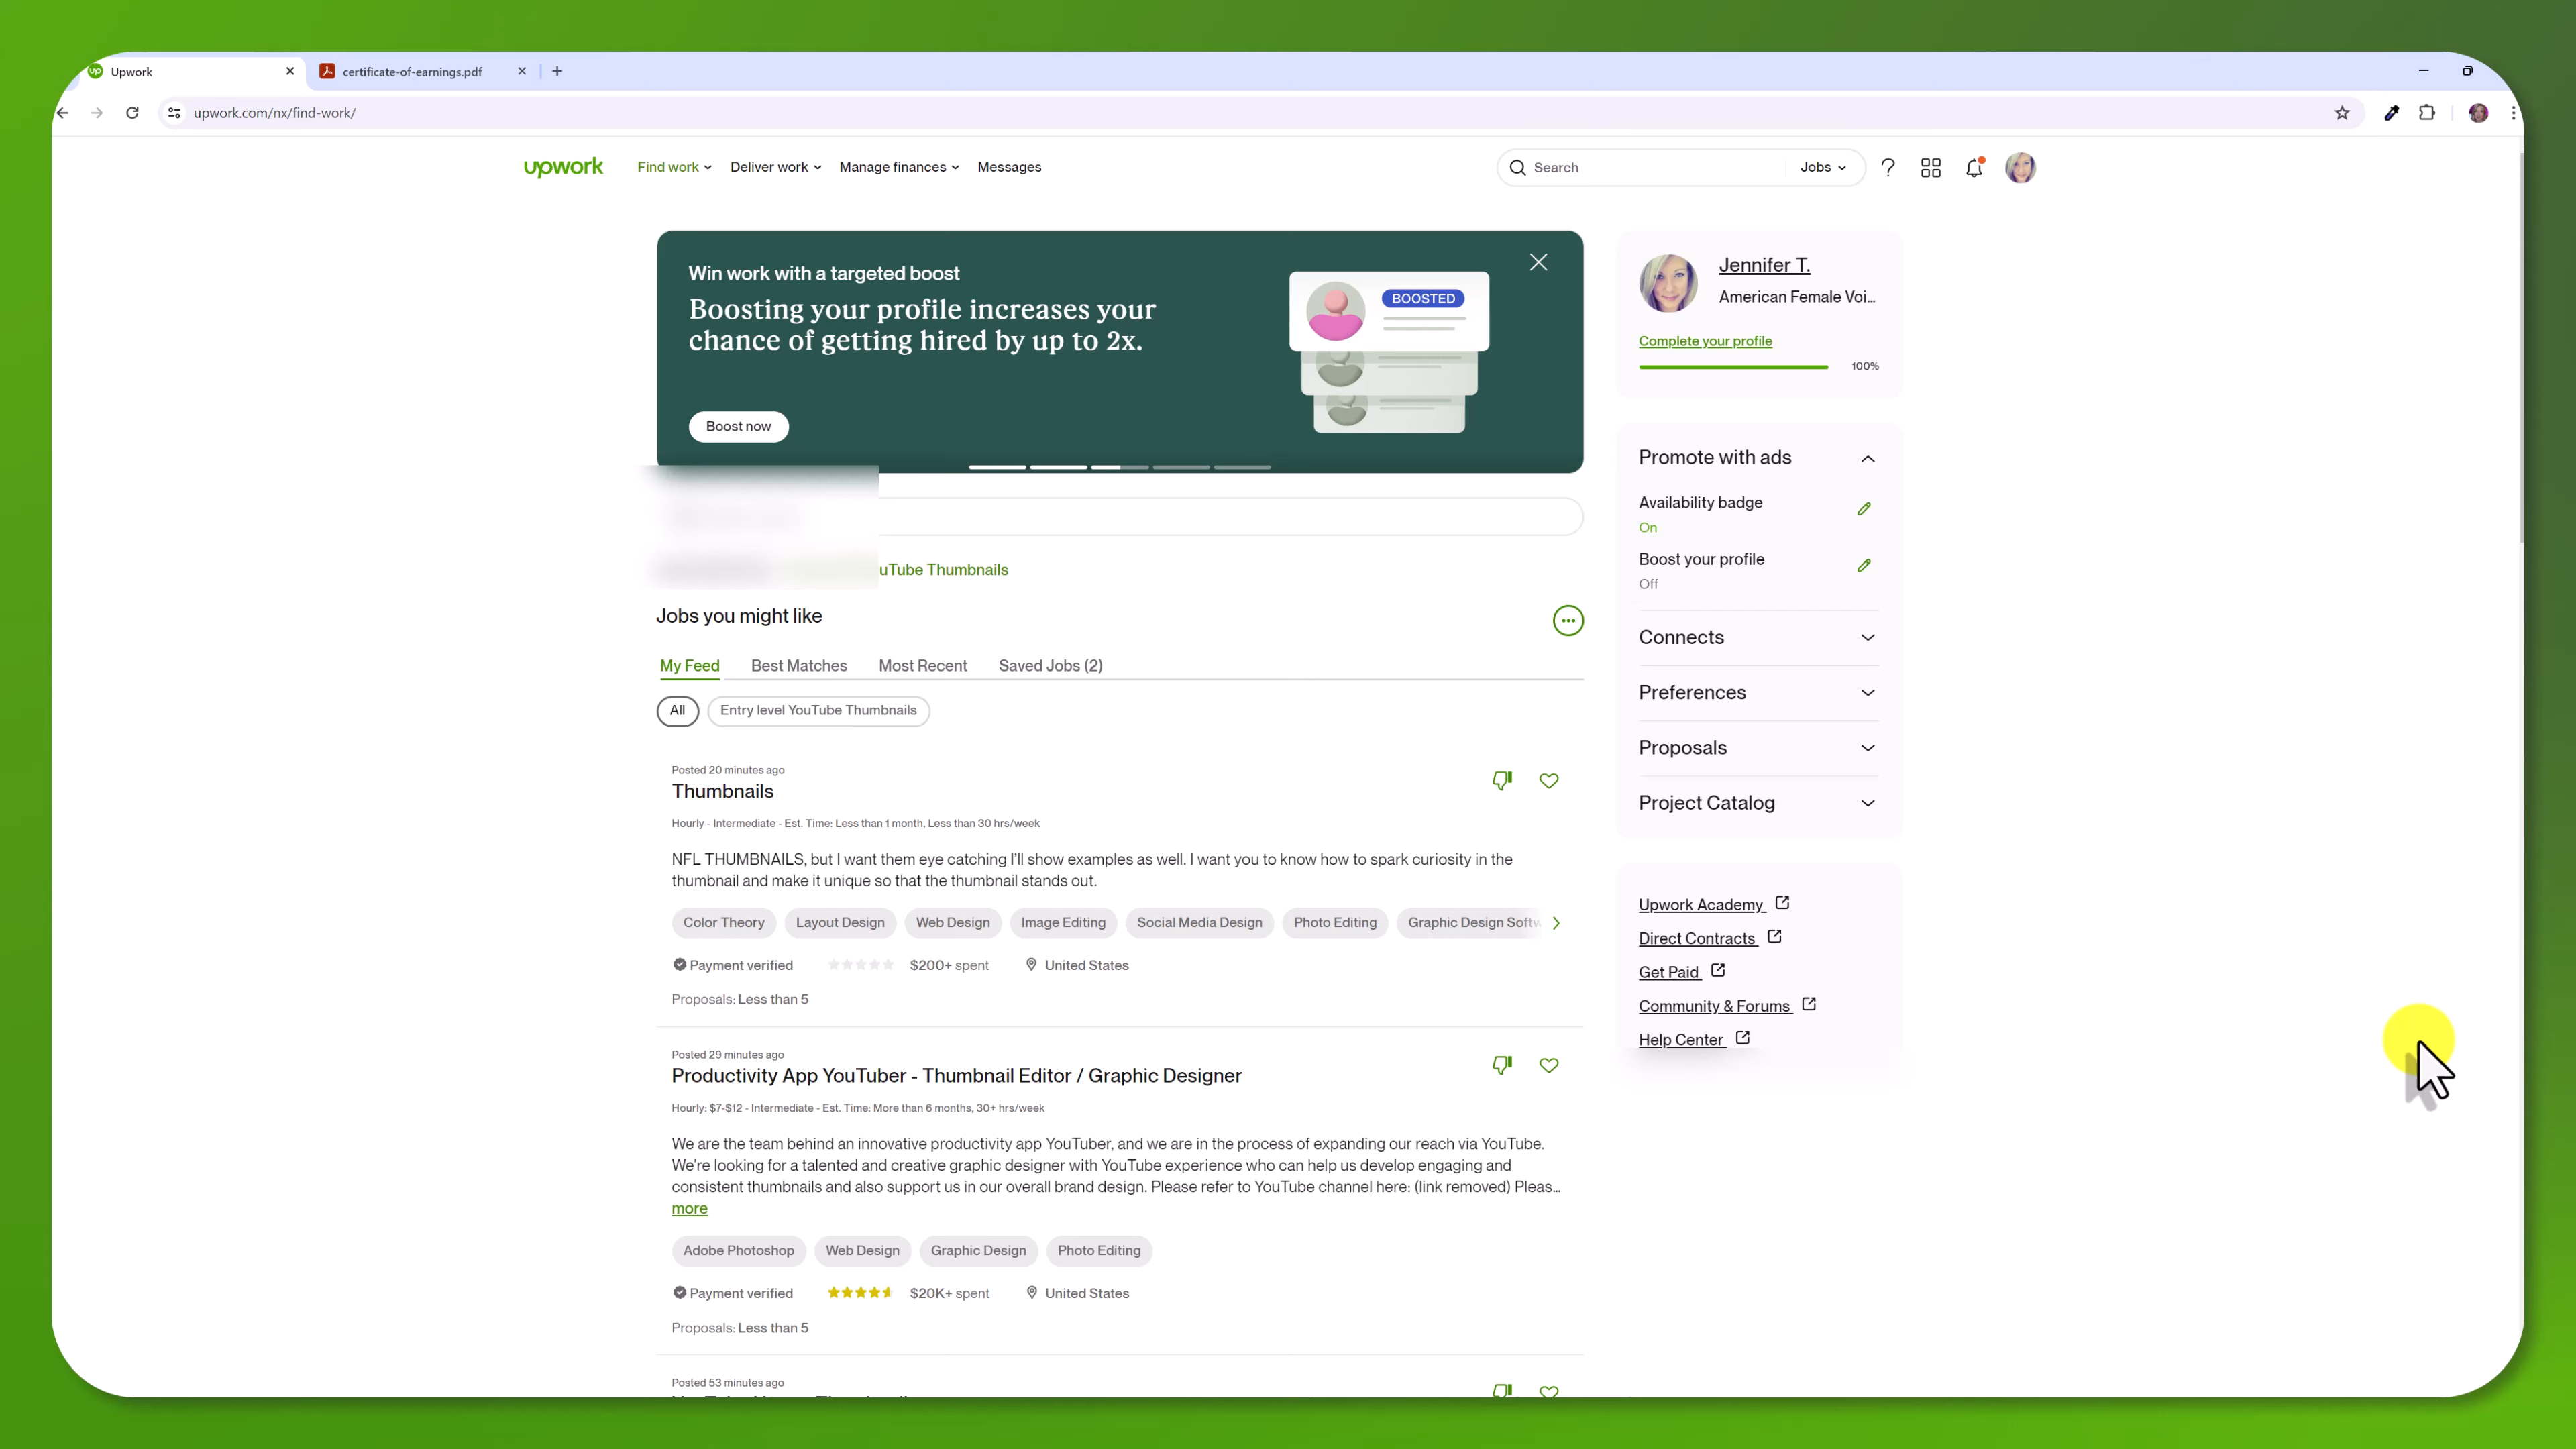 Upwork
certificate-of-earnings.pdf
upwork.com/nx/find-work/
upwork
Find work
Deliver work
Manage finances
Messages
Search
Jobs
Win work with a targeted boost
Boosting your profile increases your
chance of getting hired by up to 2x.
BOOSTED
Boost now
uTube Thumbnails
Jobs you might like
My Feed
Best Matches
Most Recent
Saved Jobs (2)
All
Entry level YouTube Thumbnails
Posted 20 minutes ago
Thumbnails
Hourly - Intermediate - Est. Time: Less than 1 month, Less than 30 hrs/week
NFL THUMBNAILS, but I want them eye catching I'll show examples as well. I want you to know how to spark curiosity in the
thumbnail and make it unique so that the thumbnail stands out.
Color Theory
Layout Design
Web Design
Image Editing
Social Media Design
Photo Editing
Graphic Design Softw
Payment verified
$200+ spent
United States
Proposals: Less than 5
Posted 29 minutes ago
Productivity App YouTuber - Thumbnail Editor / Graphic Designer
Hourly: $7-$12 - Intermediate - Est. Time: More than 6 months, 30+ hrs/week
We are the team behind an innovative productivity app YouTuber, and we are in the process of expanding our reach via YouTube.
We're looking for a talented and creative graphic designer with YouTube experience who can help us develop engaging and
consistent thumbnails and also support us in our overall brand design. Please refer to YouTube channel here: (link removed) Pleas...
more
Adobe Photoshop
Web Design
Graphic Design
Photo Editing
Payment verified
$20K+ spent
United States
Proposals: Less than 5
Posted 53 minutes ago
Jennifer T.
American Female Voi...
Complete your profile
100%
Promote with ads
Availability badge
On
Boost your profile
Off
Connects
Preferences
Proposals
Project Catalog
Upwork Academy
Direct Contracts
Get Paid
Community & Forums
Help Center